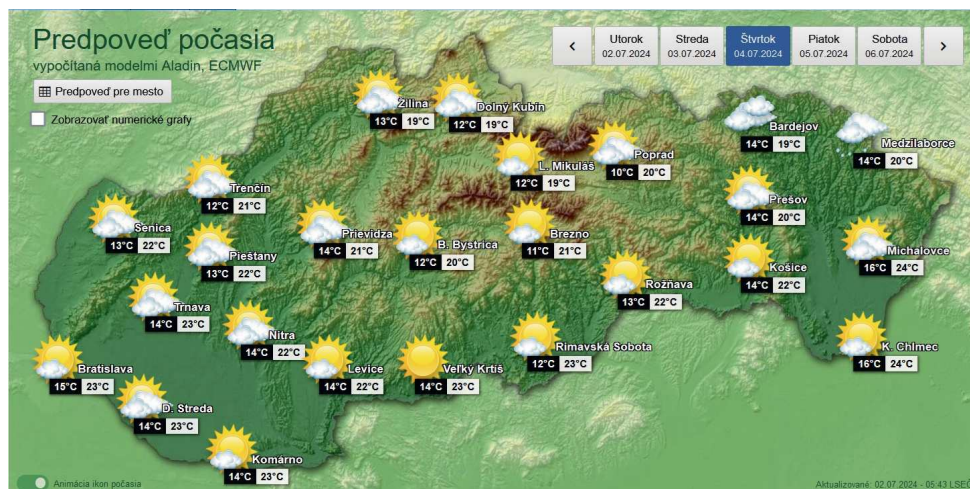 Predpoveď počasia
vypočítaná modelmi Aladin, ECMWF
Predpoveď pre mesto
Zobrazovať numerické grafy
<
Utorok
02.07.2024
Streda
03.07.2024
Štvrtok
04.07.2024
Piatok
05.07.2024
Sobota
06.07.2024
>
Žilina
13°C 19°C
Dolný Kubín
12°C 19°C
Bardejov
14°C 19°C
Medzilaborce
14°C 20°C
L. Mikuláš
12°C 19°C
Poprad
10°C 20°C
Trenčín
12°C 21°C
Prešov
14°C 20°C
Senica
13°C 22°C
Prievidza
14°C 21°C
B. Bystrica
12°C 20°C
Brezno
11°C 21°C
Piešťany
13°C 22°C
Michalovce
16°C 24°C
Košice
14°C 22°C
Rožňava
13°C 22°C
Trnava
14°C 23°C
Nitra
14°C 22°C
Rimavská Sobota
12°C 23°C
K. Chlmec
16°C 24°C
Bratislava
15°C 23°C
Levice
14°C 22°C
Veľký Krtíš
14°C 23°C
D. Streda
14°C 23°C
Komárno
14°C 23°C
Animácia ikon počasia
Aktualizované: 02.07.2024 - 05:43 LSEČ